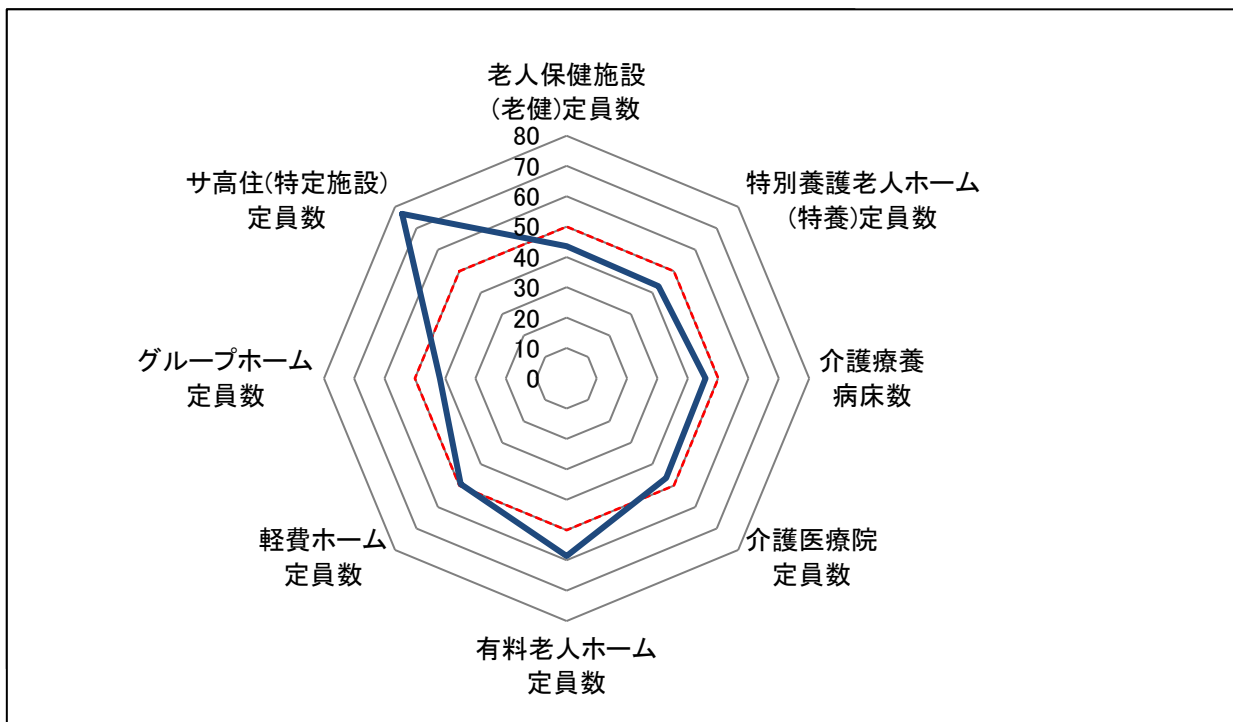 老人保健施設
(老健)定員数
特別養護老人ホーム
(特養)定員数
介護療養
病床数
介護医療院
定員数
有料老人ホーム
定員数
軽費ホーム
定員数
グループホーム
定員数
サ高住(特定施設)
定員数
80
70
60
50
40
30
20
10
0